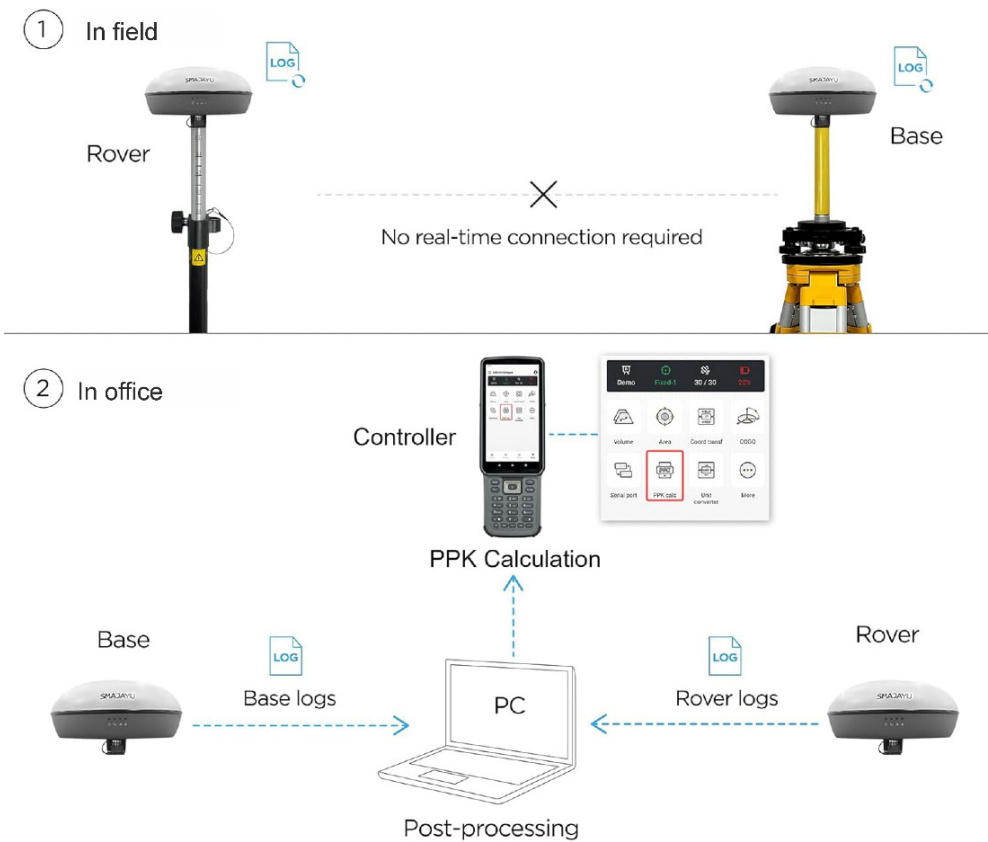 1 In field
LOG
LOG
SMAJAYU
SMAJAYU
Rover
Base
No real-time connection required
2 In office
Controller
Demo
Fixed-1
30 / 30
20%
Volume
Area
Coord transf
COGO
Serial port
PPK calc
Unit
converter
More
PPK Calculation
Base
Rover
LOG
LOG
SMAJAYU
SMAJAYU
Base logs
PC
Rover logs
Post-processing